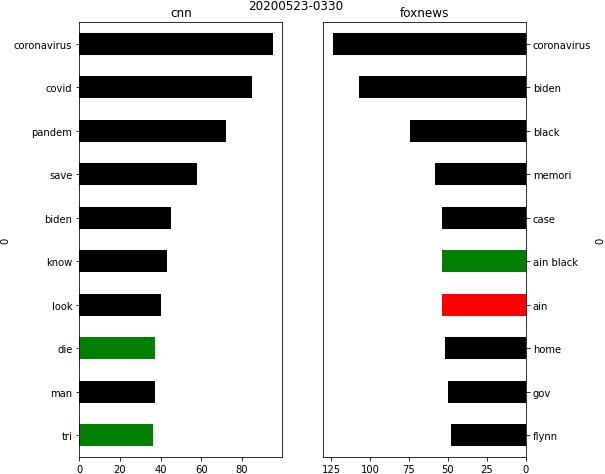 20200523-0330
cnn
foxnews
coronavirus
covid
pandem
save
biden
know
look
die
man
tri
coronavirus
biden
black
memori
case
ain black
ain
home
gov
flynn
0
0
0 20 40 60 80
125 100 75 50 25 0